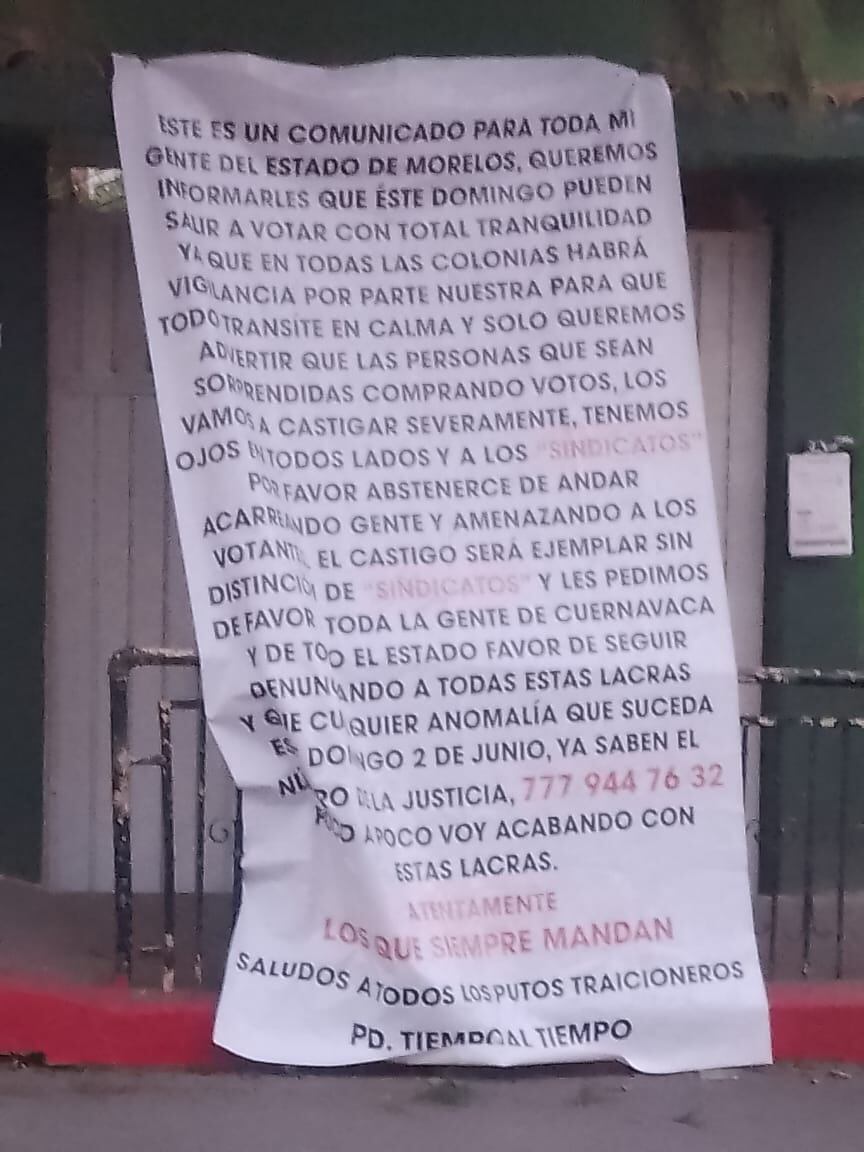 ESTE ES UN COMUNICADO PARA TODA MI
GENTE DEL ESTADO DE MORELOS, QUEREMOS
INFORMARLES QUE ÉSTE DOMINGO PUEDEN
SALIR A VOTAR CON TOTAL TRANQUILIDAD
YA QUE EN TODAS LAS COLONIAS HABRÁ
VIGILANCIA POR PARTE NUESTRA PARA QUE
TODO TRANSITE EN CALMA Y SOLO QUEREMOS
ADVERTIR QUE LAS PERSONAS QUE SEAN
SORPRENDIDAS COMPRANDO VOTOS, LOS
VAMOS A CASTIGAR SEVERAMENTE, TENEMOS
OJOS EN TODOS LADOS Y A LOS "SINDICATOS"
POR FAVOR ABSTENERCE DE ANDAR
ACARREANDO GENTE Y AMENAZANDO A LOS
VOTANTE, EL CASTIGO SERÁ EJEMPLAR SIN
DISTINCIÓN DE "SINDICATOS" Y LES PEDIMOS
DE FAVOR TODA LA GENTE DE CUERNAVACA
Y DE TODO EL ESTADO FAVOR DE SEGUIR
DENUNCIANDO A TODAS ESTAS LACRAS
Y QUE CUALQUIER ANOMALÍA QUE SUCEDA
DOMINGO 2 DE JUNIO, YA SABEN EL
NÚMERO DE LA JUSTICIA, 777 944 76 32
POCO A POCO VOY ACABANDO CON
ESTAS LACRAS.
ATENTAMENTE
LOS QUE SIEMPRE MANDAN
SALUDOS A TODOS LOS PUTOS TRAICIONEROS
PD. TIEMPO AL TIEMPO